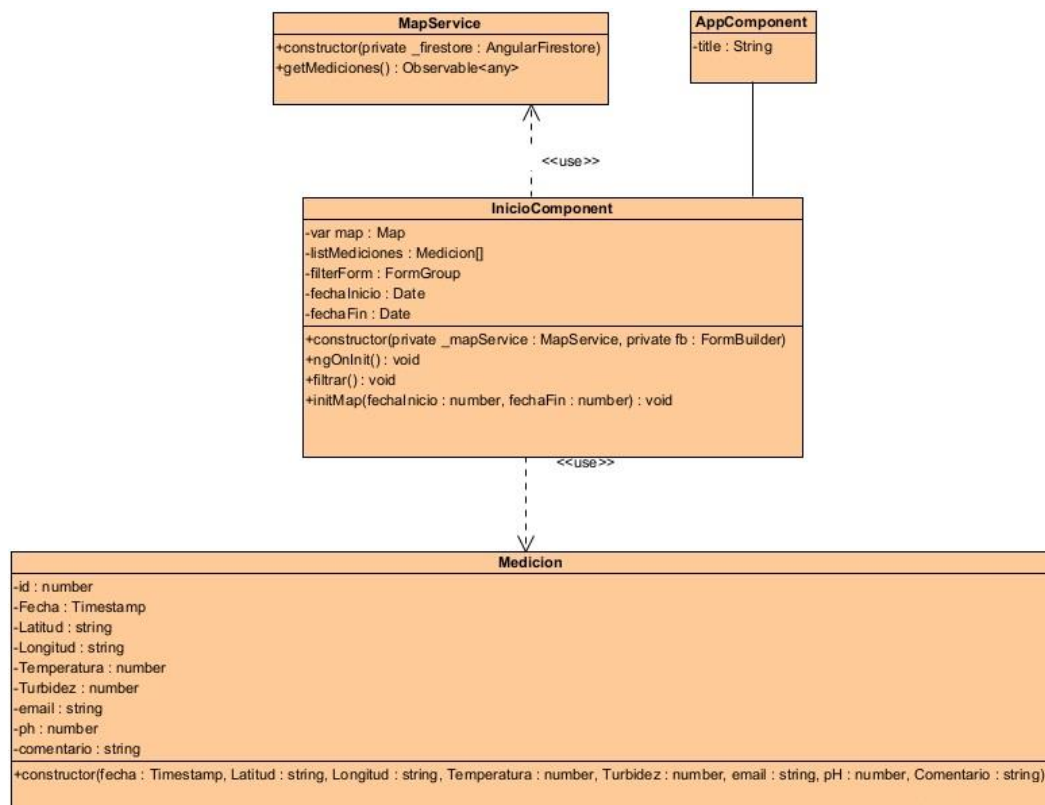 MapService
+constructor(private _firestore : AngularFirestore)
+getMediciones() : Observable<any>
AppComponent
-title : String
<<use>>
InicioComponent
-var map : Map
-listMediciones : Medicion[]
-filterForm : FormGroup
-fechaInicio : Date
-fechaFin : Date
+constructor(private _mapService : MapService, private fb : FormBuilder)
+ngOnInit() : void
+filtrar() : void
+initMap(fechaInicio : number, fechaFin : number) : void
<<use>>
Medicion
-id : number
-Fecha : Timestamp
-Latitud : string
-Longitud : string
-Temperatura : number
-Turbidez : number
-email : string
-ph : number
-comentario : string
+constructor(fecha : Timestamp, Latitud : string, Longitud : string, Temperatura : number, Turbidez : number, email : string, pH : number, Comentario : string)